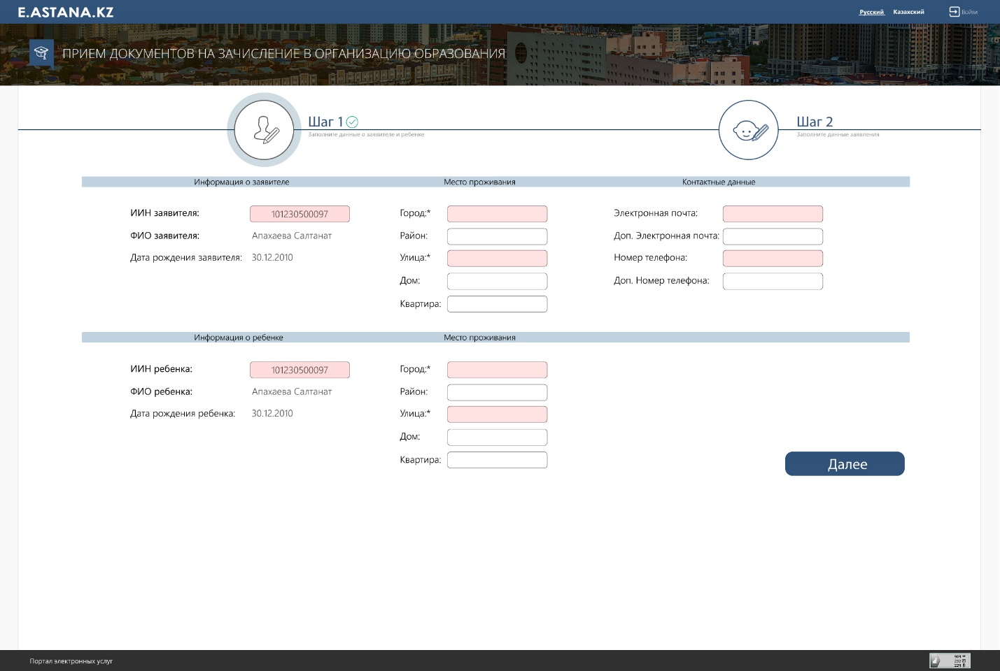 E.ASTANA.KZ
Русский Казахский Войти
ПРИЕМ ДОКУМЕНТОВ НА ЗАЧИСЛЕНИЕ В ОРГАНИЗАЦИЮ ОБРАЗОВАНИЯ
Шаг 1
Заполните данные о заявителе и ребенке
Шаг 2
Заполните данные заявления
Информация о заявителе Место проживания Контактные данные
ИИН заявителя: 101230500097 Город:* Электронная почта:
ФИО заявителя: Апахаева Салтанат Район: Доп. Электронная почта:
Дата рождения заявителя: 30.12.2010 Улица:* Номер телефона:
Дом: Доп. Номер телефона:
Квартира:
Информация о ребенке Место проживания
ИИН ребенка: 101230500097 Город:*
ФИО ребенка: Апахаева Салтанат Район:
Дата рождения ребенка: 30.12.2010 Улица:*
Дом:
Квартира:
Далее
Портал электронных услуг